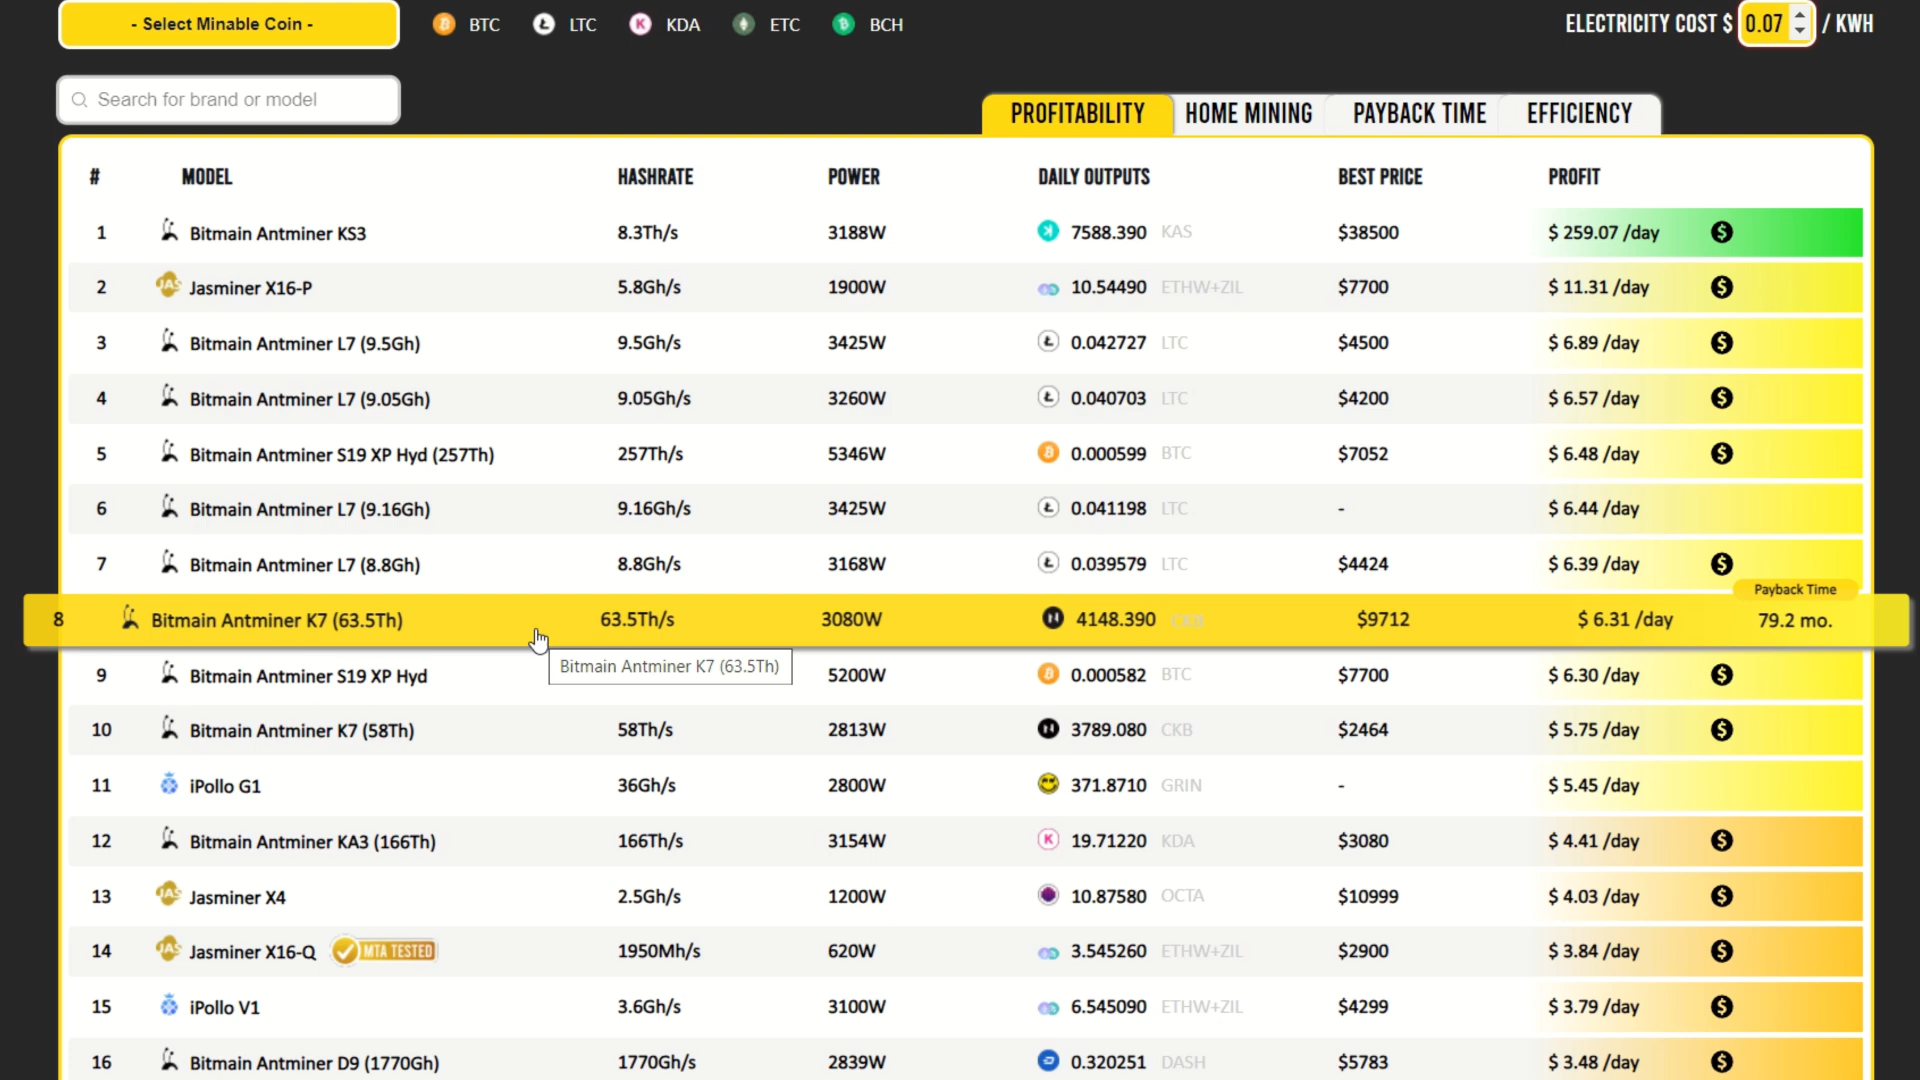 - Select Minable Coin - BTC LTC KDA ETC BCH ELECTRICITY COST $ 0.07 / KWH
Search for brand or model
PROFITABILITY HOME MINING PAYBACK TIME EFFICIENCY
# MODEL HASHRATE POWER DAILY OUTPUTS BEST PRICE PROFIT
1 Bitmain Antminer KS3 8.3Th/s 3188W 7588.390 KAS $38500 $ 259.07 /day
2 Jasminer X16-P 5.8Gh/s 1900W 10.54490 ETHW+ZIL $7700 $ 11.31 /day
3 Bitmain Antminer L7 (9.5Gh) 9.5Gh/s 3425W 0.042727 LTC $4500 $ 6.89 /day
4 Bitmain Antminer L7 (9.05Gh) 9.05Gh/s 3260W 0.040703 LTC $4200 $ 6.57 /day
5 Bitmain Antminer S19 XP Hyd (257Th) 257Th/s 5346W 0.000599 BTC $7052 $ 6.48 /day
6 Bitmain Antminer L7 (9.16Gh) 9.16Gh/s 3425W 0.041198 LTC - $ 6.44 /day
7 Bitmain Antminer L7 (8.8Gh) 8.8Gh/s 3168W 0.039579 LTC $4424 $ 6.39 /day
Payback Time
8 Bitmain Antminer K7 (63.5Th) 63.5Th/s 3080W 4148.390 CKB $9712 $ 6.31 /day 79.2 mo.
Bitmain Antminer K7 (63.5Th)
9 Bitmain Antminer S19 XP Hyd 5200W 0.000582 BTC $7700 $ 6.30 /day
10 Bitmain Antminer K7 (58Th) 58Th/s 2813W 3789.080 CKB $2464 $ 5.75 /day
11 iPollo G1 36Gh/s 2800W 371.8710 GRIN - $ 5.45 /day
12 Bitmain Antminer KA3 (166Th) 166Th/s 3154W 19.71220 KDA $3080 $ 4.41 /day
13 Jasminer X4 2.5Gh/s 1200W 10.87580 OCTA $10999 $ 4.03 /day
14 Jasminer X16-Q MTA TESTED 1950Mh/s 620W 3.545260 ETHW+ZIL $2900 $ 3.84 /day
15 iPollo V1 3.6Gh/s 3100W 6.545090 ETHW+ZIL $4299 $ 3.79 /day
16 Bitmain Antminer D9 (1770Gh) 1770Gh/s 2839W 0.320251 DASH $5783 $ 3.48 /day